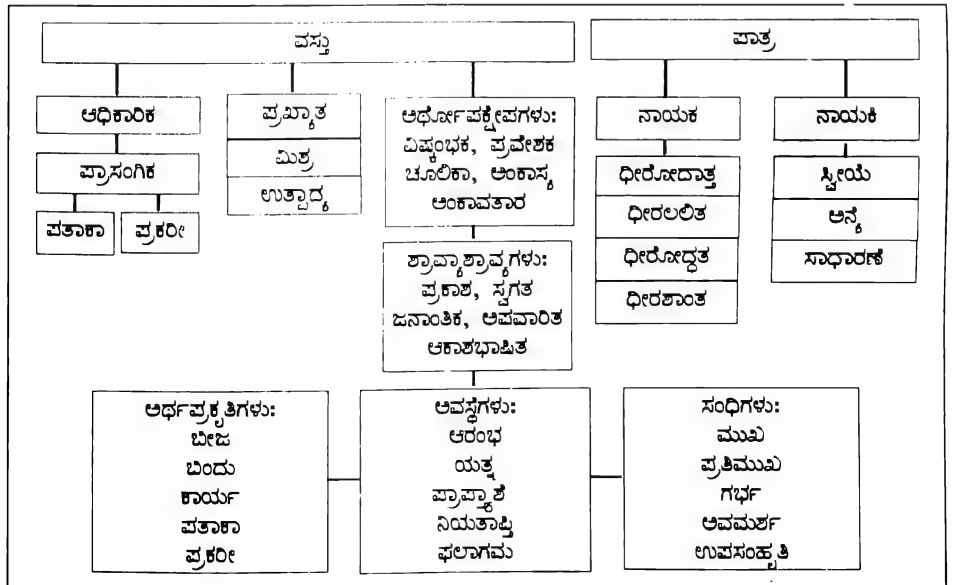 ವಸ್ತು
ಪಾತ್ರ
ಆಧಿಕಾರಿಕ
ಪ್ರಾಸಂಗಿಕ
ಪತಾಕಾ
ಪ್ರಕರೀ
ಪ್ರಖ್ಯಾತ
ಮಿಶ್ರ
ಉತ್ಪಾದ್ಯ
ಅರ್ಥೋಪಕ್ಷೇಪಗಳು:
ವಿಷ್ಕಂಭಕ, ಪ್ರವೇಶಕ
ಚೂಲಿಕಾ, ಅಂಕಾಸ್ಯ
ಅಂಕಾವತಾರ
ಶ್ರಾವ್ಯಾಶ್ರಾವ್ಯಗಳು:
ಪ್ರಕಾಶ, ಸ್ವಗತ
ಜನಾಂತಿಕ, ಅಪವಾರಿತ
ಆಕಾಶಭಾಷಿತ
ನಾಯಕ
ಧೀರೋದಾತ್ತ
ಧೀರಲಲಿತ
ಧೀರೋದ್ಧತ
ಧೀರಶಾಂತ
ನಾಯಕಿ
ಸ್ವೀಯೆ
ಅನ್ಯೆ
ಸಾಧಾರಣೆ
ಅರ್ಥಪ್ರಕೃತಿಗಳು:
ಬೀಜ
ಬಂದು
ಕಾರ್ಯ
ಪತಾಕಾ
ಪ್ರಕರೀ
ಅವಸ್ಥೆಗಳು:
ಆರಂಭ
ಯತ್ನ
ಪ್ರಾಪ್ತ್ಯಾಶೆ
ನಿಯತಾಪ್ತಿ
ಫಲಾಗಮ
ಸಂಧಿಗಳು:
ಮುಖ
ಪ್ರತಿಮುಖ
ಗರ್ಭ
ಅವಮರ್ಶ
ಉಪಸಂಹೃತಿ